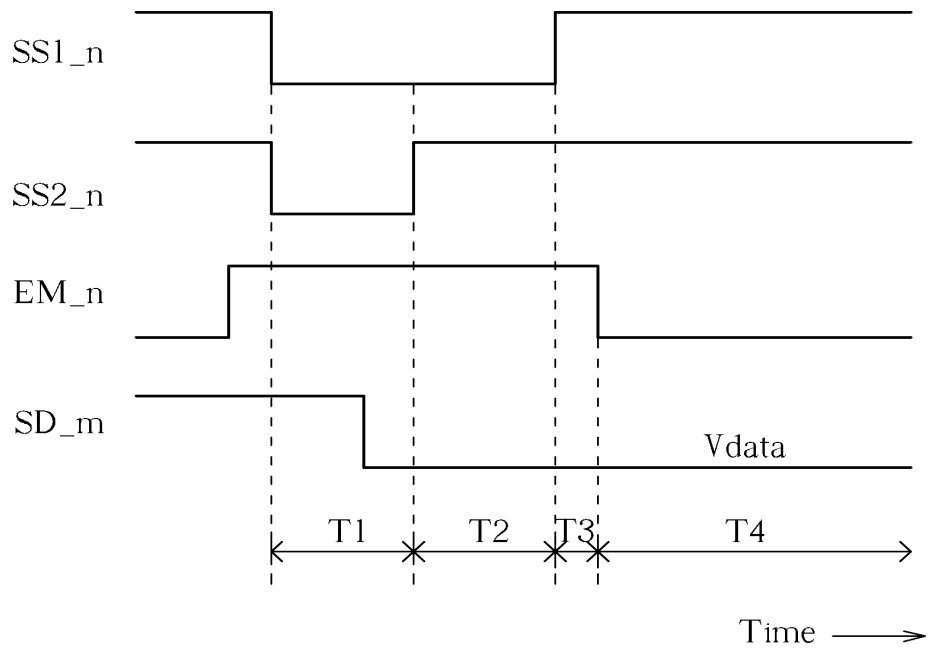 SS1_n
SS2_n
EM_n
SD_m
Vdata
T1 T2 T3 T4
Time